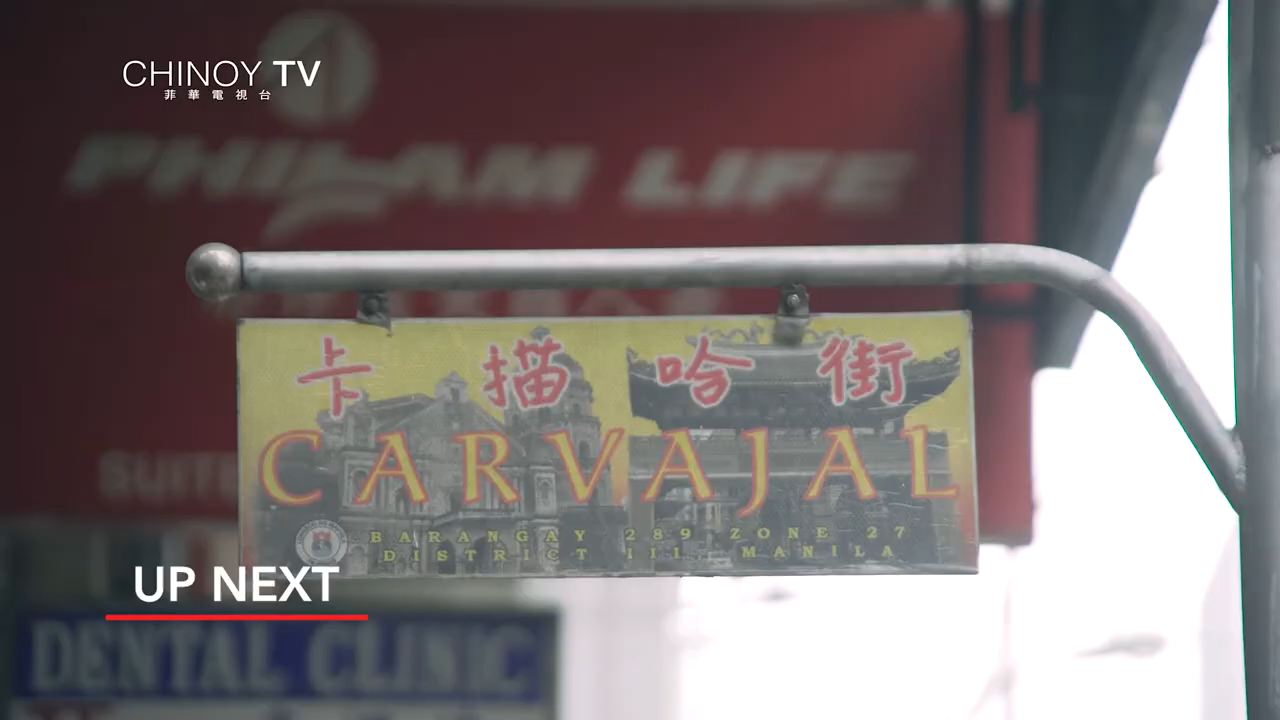 CHINOY TV
菲華電視台
PHILAM LIFE
SUITE
卡描哈街
CARVAJAL
BARANGAY 289 ZONE 27
DISTRICT III, MANILA
UP NEXT
DENTAL CLINIC